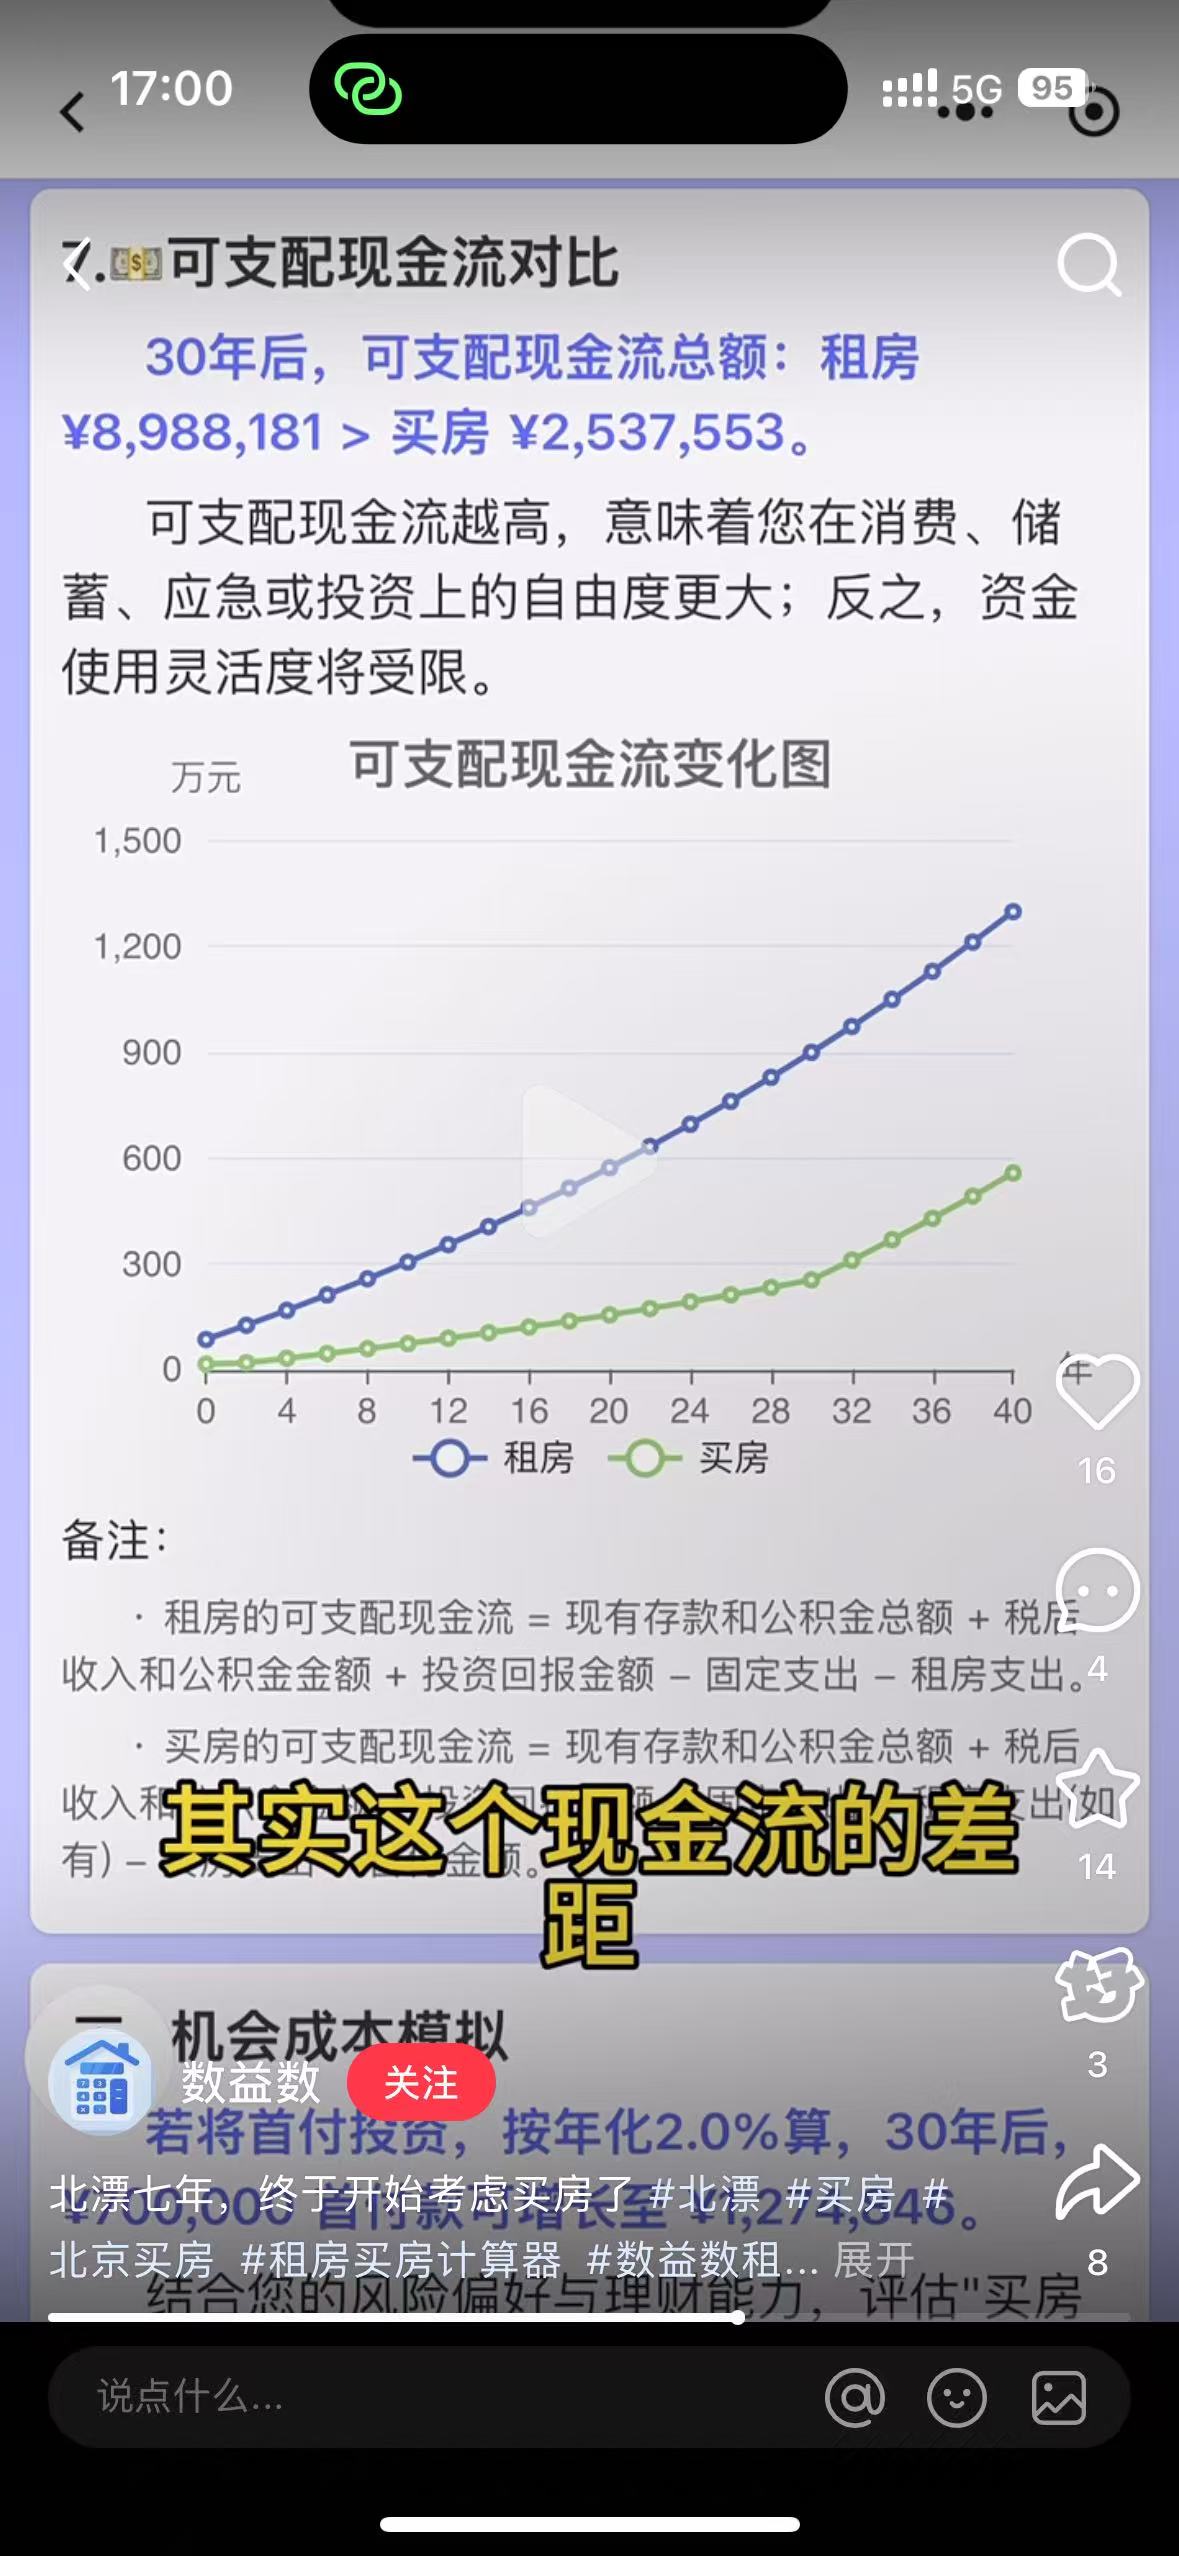 17:00
5G
95
7.💵可支配现金流对比
30年后，可支配现金流总额：租房
¥8,988,181 > 买房 ¥2,537,553。
可支配现金流越高，意味着您在消费、储
蓄、应急或投资上的自由度更大；反之，资金
使用灵活度将受限。
可支配现金流变化图
万元
1,500
1,200
900
600
300
0
0 4 8 12 16 20 24 28 32 36 40
年
租房 买房
16
备注：
· 租房的可支配现金流 = 现有存款和公积金总额 + 税后
收入和公积金金额 + 投资回报金额 – 固定支出 – 租房支出。
4
· 买房的可支配现金流 = 现有存款和公积金总额 + 税后
收入和
支出(如
有) –
金额。
其实这个现金流的差
距
14
机会成本模拟
3
数益数
关注
若将首付投资，按年化2.0%算，30年后，
¥700,000 首付款可增长至 ¥1,274,846。
北漂七年，终于开始考虑买房了 #北漂 #买房 #
北京买房 #租房买房计算器 #数益数租... 展开
8
结合您的风险偏好与理财能力，评估"买房
说点什么...